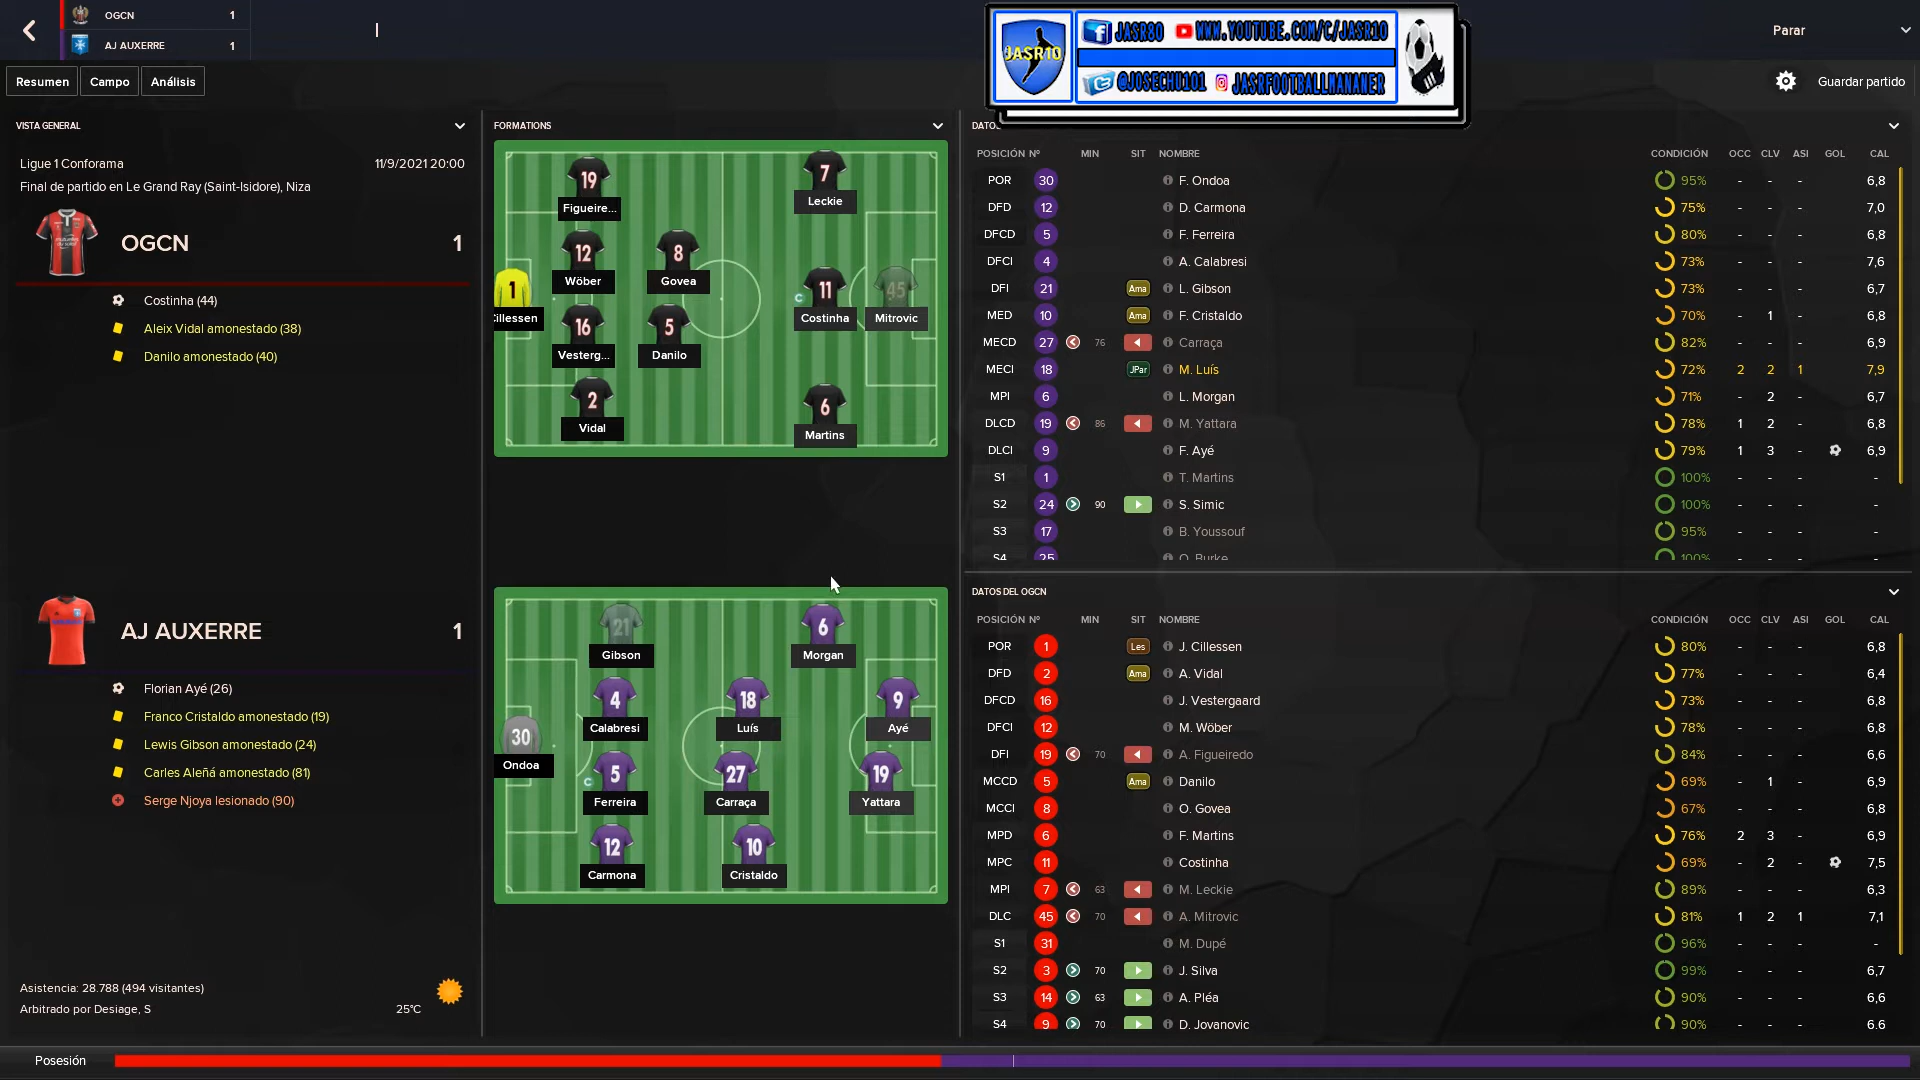 OGCN 1
AJ AUXERRE 1
JASR10
JASR80 WWW.YOUTUBE.COM/C/JASR10
@JOSECHU101 JASRFOOTBALLMANANER
Parar
Resumen Campo Análisis
Guardar partido
VISTA GENERAL
Ligue 1 Conforama 11/9/2021 20:00
Final de partido en Le Grand Ray (Saint-Isidore), Niza
OGCN 1
Costinha (44)
Aleix Vidal amonestado (38)
Danilo amonestado (40)
AJ AUXERRE 1
Florian Ayé (26)
Franco Cristaldo amonestado (19)
Lewis Gibson amonestado (24)
Carles Aleñá amonestado (81)
Serge Njoya lesionado (90)
Asistencia: 28.788 (494 visitantes)
Arbitrado por Desiage, S 25°C
FORMATIONS
19 7
Figueire... Leckie
12 8
Wöber Govea
1 11 45
illessen C Costinha Mitrovic
16 5
Vesterg... Danilo
2 6
Vidal Martins
21 6
Gibson Morgan
4 18 9
Calabresi Luís Ayé
30
Ondoa
5 27 19
C Ferreira Carraça Yattara
12 10
Carmona Cristaldo
DATOS
POSICIÓN Nº MIN SIT NOMBRE CONDICIÓN OCC CLV ASI GOL CAL
POR 30 F. Ondoa 95% - - - 6,8
DFD 12 D. Carmona 75% - - - 7,0
DFCD 5 F. Ferreira 80% - - - 6,8
DFCI 4 A. Calabresi 73% - - - 7,6
DFI 21 Ama L. Gibson 73% - - - 6,7
MED 10 Ama F. Cristaldo 70% - 1 - 6,8
MECD 27 76 Carraça 82% - - - 6,9
MECI 18 JPar M. Luís 72% 2 2 1 7,9
MPI 6 L. Morgan 71% - 2 - 6,7
DLCD 19 86 M. Yattara 78% 1 2 - 6,8
DLCI 9 F. Ayé 79% 1 3 - 6,9
S1 1 T. Martins 100% - - - -
S2 24 90 S. Simic 100% - - - -
S3 17 B. Youssouf 95% - - - -
S4 25 O. Burke 100% - - - -
DATOS DEL OGCN
POSICIÓN Nº MIN SIT NOMBRE CONDICIÓN OCC CLV ASI GOL CAL
POR 1 Les J. Cillessen 80% - - - 6,8
DFD 2 Ama A. Vidal 77% - - - 6,4
DFCD 16 J. Vestergaard 73% - - - 6,8
DFCI 12 M. Wöber 78% - - - 6,8
DFI 19 70 A. Figueiredo 84% - - - 6,6
MCCD 5 Ama Danilo 69% - 1 - 6,9
MCCI 8 O. Govea 67% - - - 6,8
MPD 6 F. Martins 76% 2 3 - 6,9
MPC 11 Costinha 69% - 2 - 7,5
MPI 7 63 M. Leckie 89% - - - 6,3
DLC 45 70 A. Mitrovic 81% 1 2 1 7,1
S1 31 M. Dupé 96% - - - -
S2 3 70 J. Silva 99% - - - 6,7
S3 14 63 A. Pléa 90% - - - 6,6
S4 9 70 D. Jovanovic 90% - - - 6,6
Posesión